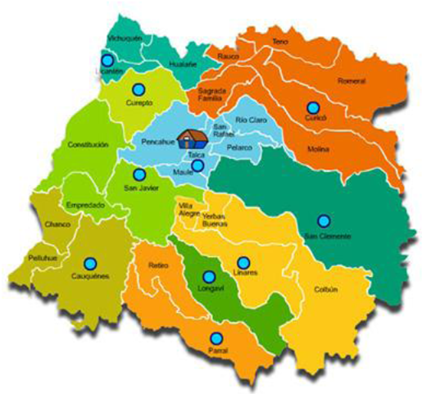 Vichuquén
Hualañé
Licantén
Rauco
Teno
Romeral
Curepto
Sagrada
Familia
Curicó
Constitución
Pencahue
San
Rafael
Río Claro
Talca
Pelarco
Molina
Maule
San Javier
Empredado
Villa
Alegre
Yerbas
Buenas
San Clemente
Chanco
Pelluhue
Cauquenes
Retiro
Longaví
Linares
Colbún
Parral